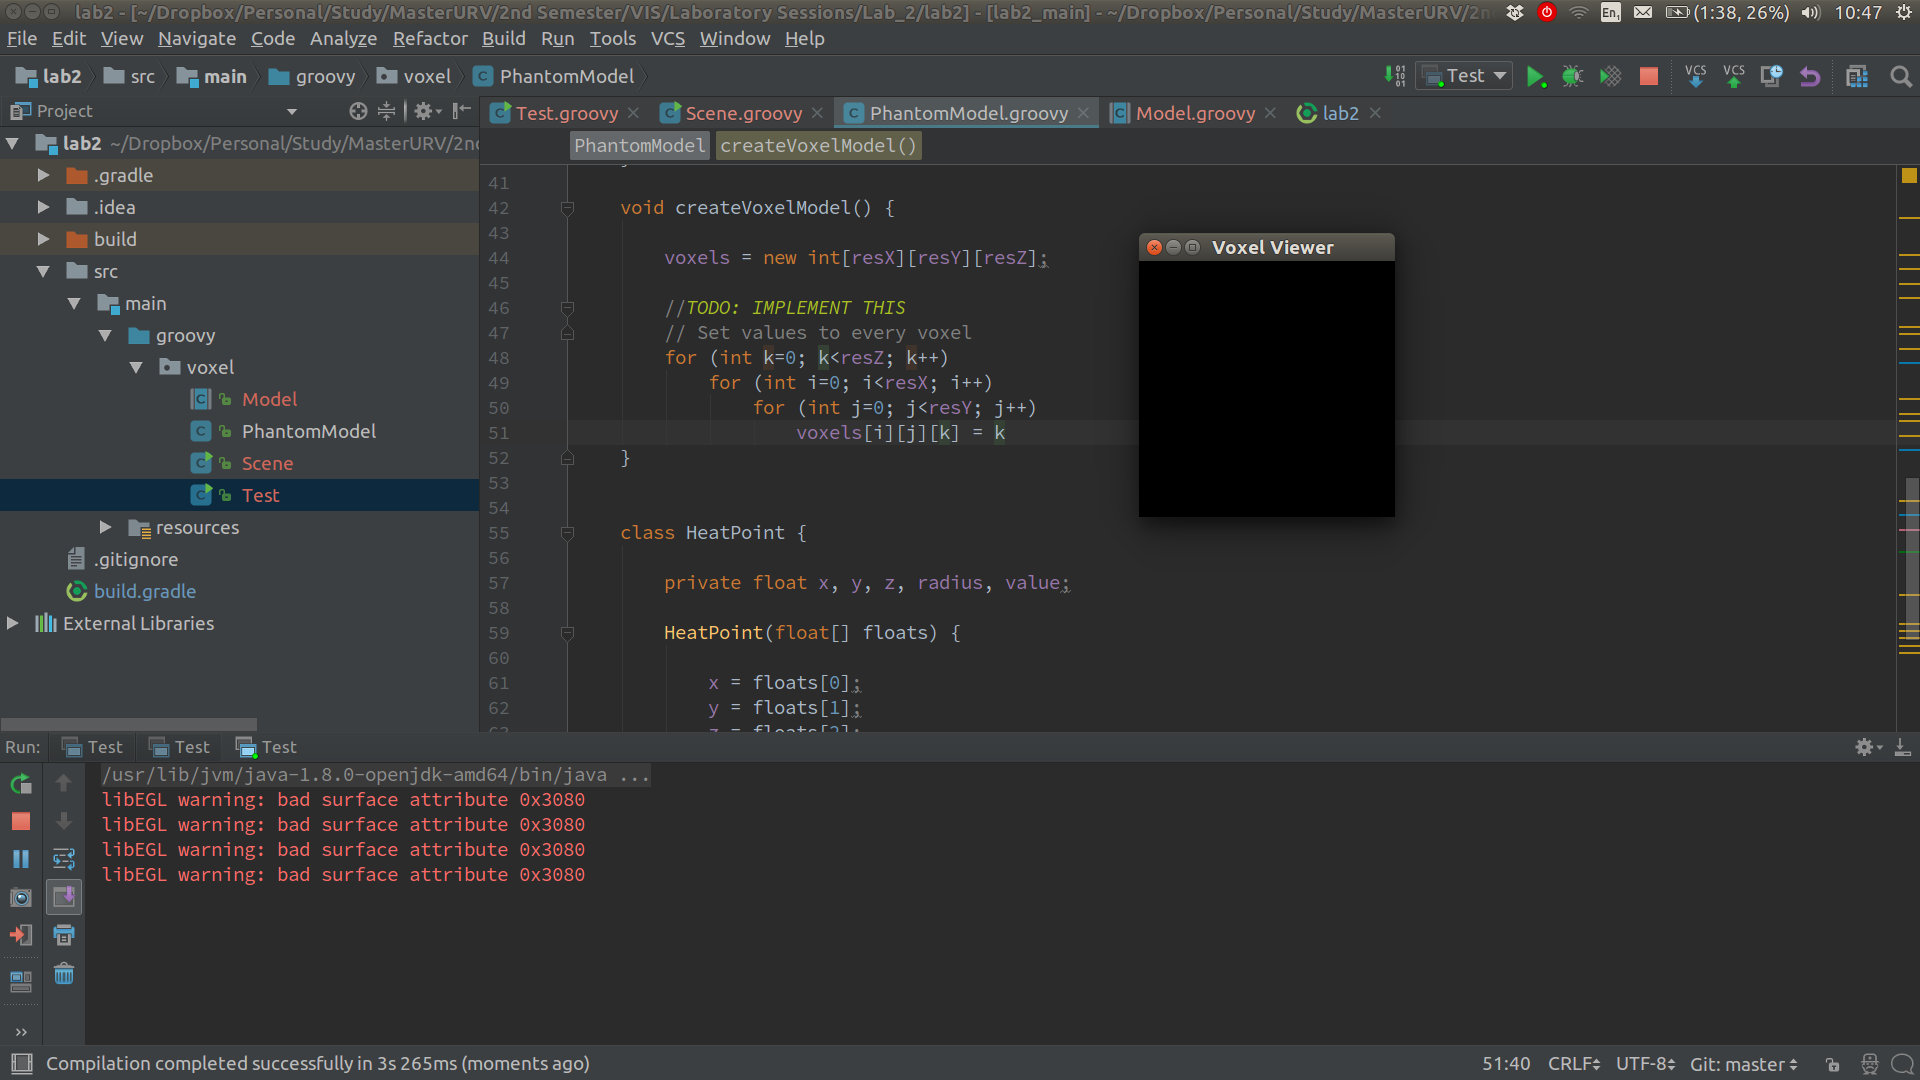 lab2 - [~/Dropbox/Personal/Study/MasterURV/2nd Semester/VIS/Laboratory Sessions/Lab_2/lab2] - [lab2_main] - ~/Dropbox/Personal/Study/MasterURV/2n
En1 (1:38, 26%) 10:47
File Edit View Navigate Code Analyze Refactor Build Run Tools VCS Window Help
lab2 src main groovy voxel PhantomModel
Test VCS VCS
Project
Test.groovy Scene.groovy PhantomModel.groovy Model.groovy lab2
lab2 ~/Dropbox/Personal/Study/MasterURV/2n
PhantomModel createVoxelModel()
.gradle
.idea
build
src
main
groovy
voxel
Model
PhantomModel
Scene
Test
resources
.gitignore
build.gradle
External Libraries
41
42 void createVoxelModel() {
43
44 voxels = new int[resX][resY][resZ];
45
46 //TODO: IMPLEMENT THIS
47 // Set values to every voxel
48 for (int k=0; k<resZ; k++)
49 for (int i=0; i<resX; i++)
50 for (int j=0; j<resY; j++)
51 voxels[i][j][k] = k
52 }
53
54
55 class HeatPoint {
56
57 private float x, y, z, radius, value;
58
59 HeatPoint(float[] floats) {
60
61 x = floats[0];
62 y = floats[1];
63 z = floats[2];
Voxel Viewer
Run: Test Test Test
/usr/lib/jvm/java-1.8.0-openjdk-amd64/bin/java ...
libEGL warning: bad surface attribute 0x3080
libEGL warning: bad surface attribute 0x3080
libEGL warning: bad surface attribute 0x3080
libEGL warning: bad surface attribute 0x3080
Compilation completed successfully in 3s 265ms (moments ago)
51:40 CRLF UTF-8 Git: master